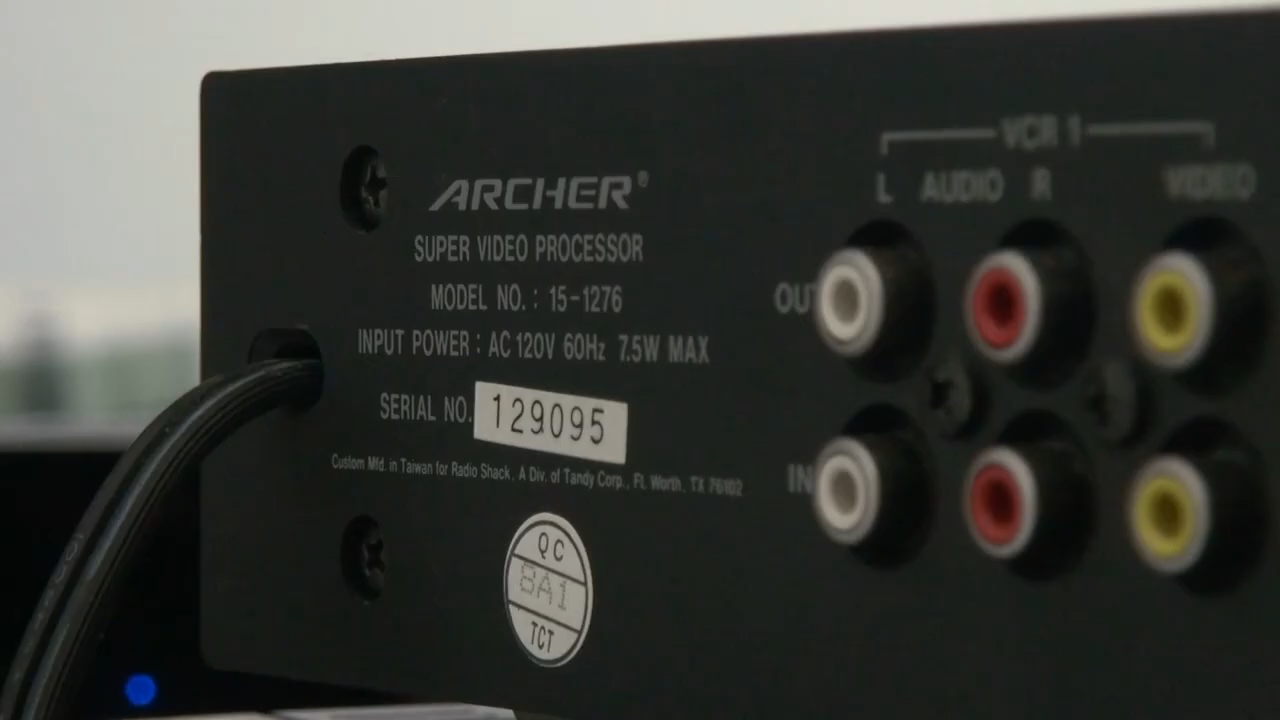 ARCHER®
SUPER VIDEO PROCESSOR
MODEL NO. : 15-1276
INPUT POWER : AC 120V 60Hz 7.5W MAX
SERIAL NO. 129095
Custom Mfd. in Taiwan for Radio Shack, A Div. of Tandy Corp., Ft. Worth, TX 76102
QC
8A1
TCT
VCR 1
L AUDIO R VIDEO
OUT
IN